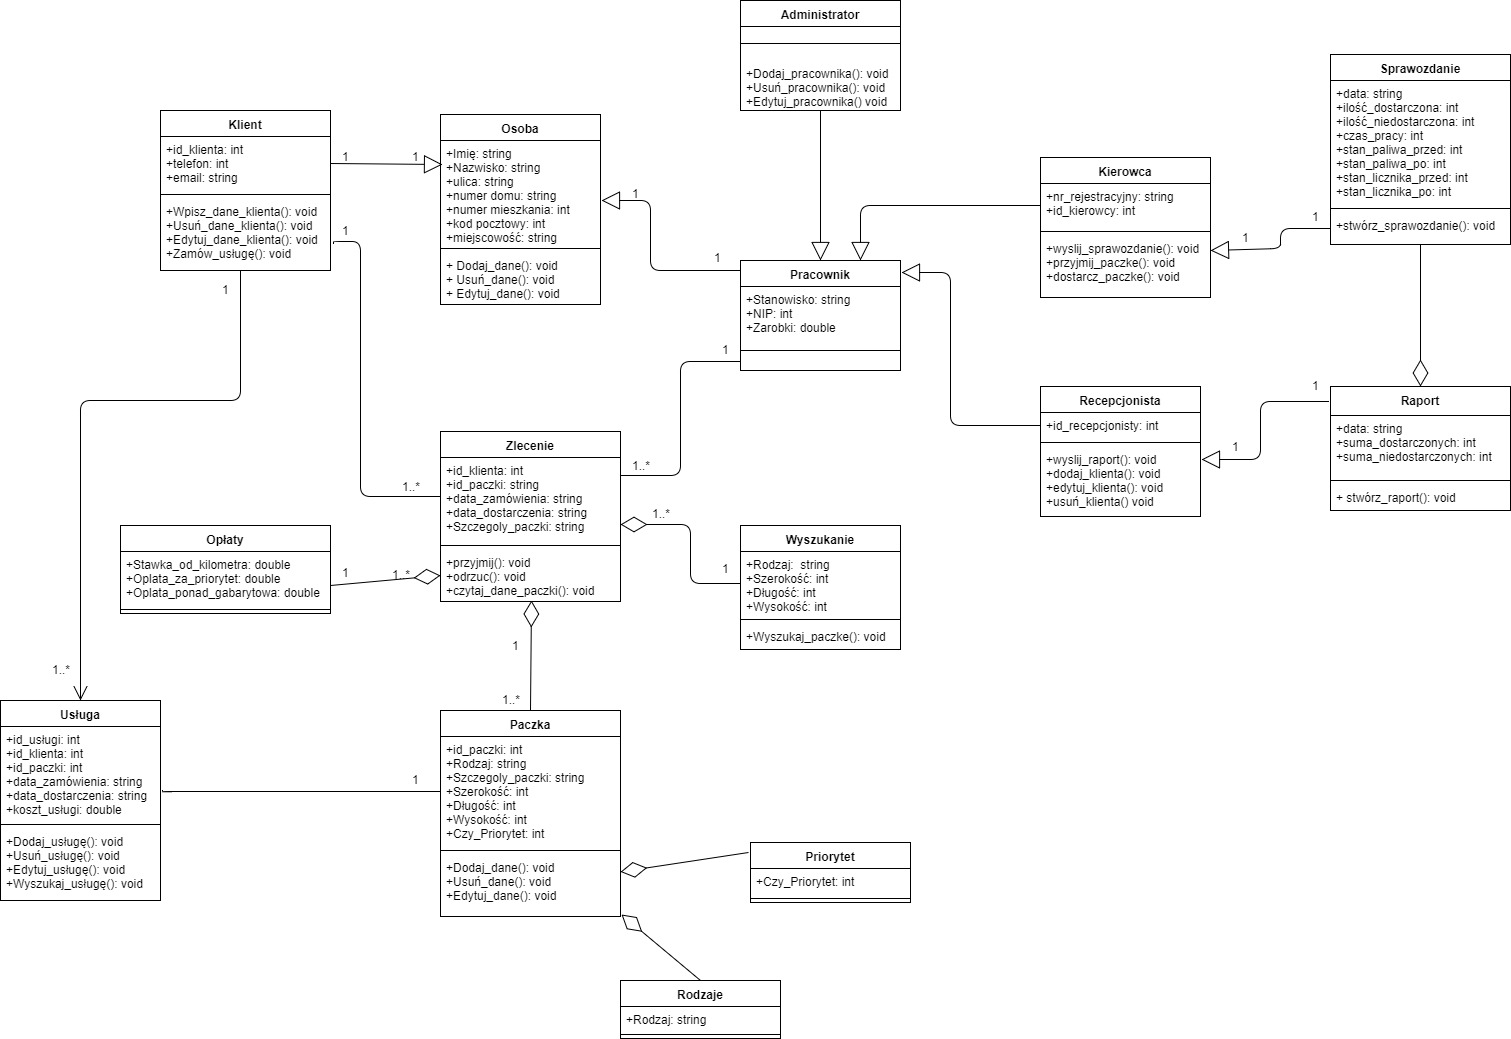 Administrator
+Dodaj_pracownika(): void
+Usuń_pracownika(): void
+Edytuj_pracownika() void
Sprawozdanie
+data: string
+ilość_dostarczona: int
+ilość_niedostarczona: int
+czas_pracy: int
+stan_paliwa_przed: int
+stan_paliwa_po: int
+stan_licznika_przed: int
+stan_licznika_po: int
+stwórz_sprawozdanie(): void
Klient
+id_klienta: int
+telefon: int
+email: string
+Wpisz_dane_klienta(): void
+Usuń_dane_klienta(): void
+Edytuj_dane_klienta(): void
+Zamów_usługę(): void
1
1
Osoba
+Imię: string
+Nazwisko: string
+ulica: string
+numer domu: string
+numer mieszkania: int
+kod pocztowy: int
+miejscowość: string
+ Dodaj_dane(): void
+ Usuń_dane(): void
+ Edytuj_dane(): void
1
1
Kierowca
+nr_rejestracyjny: string
+id_kierowcy: int
+wyslij_sprawozdanie(): void
+przyjmij_paczke(): void
+dostarcz_paczke(): void
1
1
1
1
Pracownik
+Stanowisko: string
+NIP: int
+Zarobki: double
1
1..*
1..*
Recepcjonista
+id_recepcjonisty: int
+wyslij_raport(): void
+dodaj_klienta(): void
+edytuj_klienta(): void
+usuń_klienta() void
1
1
Raport
+data: string
+suma_dostarczonych: int
+suma_niedostarczonych: int
+ stwórz_raport(): void
Zlecenie
+id_klienta: int
+id_paczki: string
+data_zamówienia: string
+data_dostarczenia: string
+Szczegoly_paczki: string
+przyjmij(): void
+odrzuc(): void
+czytaj_dane_paczki(): void
1..*
1
Opłaty
+Stawka_od_kilometra: double
+Oplata_za_priorytet: double
+Oplata_ponad_gabarytowa: double
1
1..*
Wyszukanie
+Rodzaj: string
+Szerokość: int
+Długość: int
+Wysokość: int
+Wyszukaj_paczke(): void
1
1..*
1..*
Usługa
+id_usługi: int
+id_klienta: int
+id_paczki: int
+data_zamówienia: string
+data_dostarczenia: string
+koszt_usługi: double
+Dodaj_usługę(): void
+Usuń_usługę(): void
+Edytuj_usługę(): void
+Wyszukaj_usługę(): void
1
Paczka
+id_paczki: int
+Rodzaj: string
+Szczegoly_paczki: string
+Szerokość: int
+Długość: int
+Wysokość: int
+Czy_Priorytet: int
+Dodaj_dane(): void
+Usuń_dane(): void
+Edytuj_dane(): void
Priorytet
+Czy_Priorytet: int
Rodzaje
+Rodzaj: string